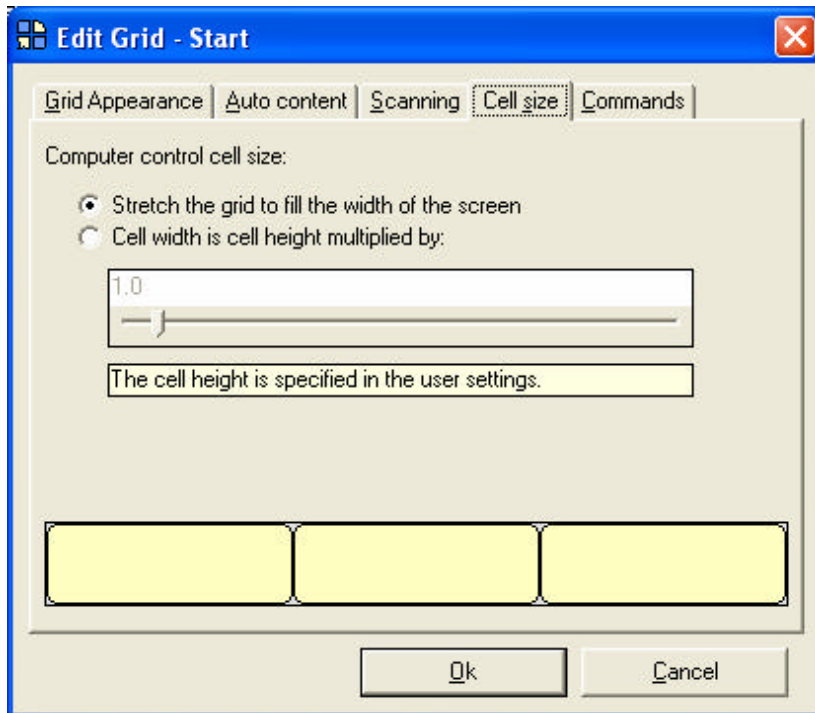 Edit Grid - Start
Grid Appearance Auto content Scanning Cell size Commands
Computer control cell size:
Stretch the grid to fill the width of the screen
Cell width is cell height multiplied by:
1.0
The cell height is specified in the user settings.
Ok Cancel